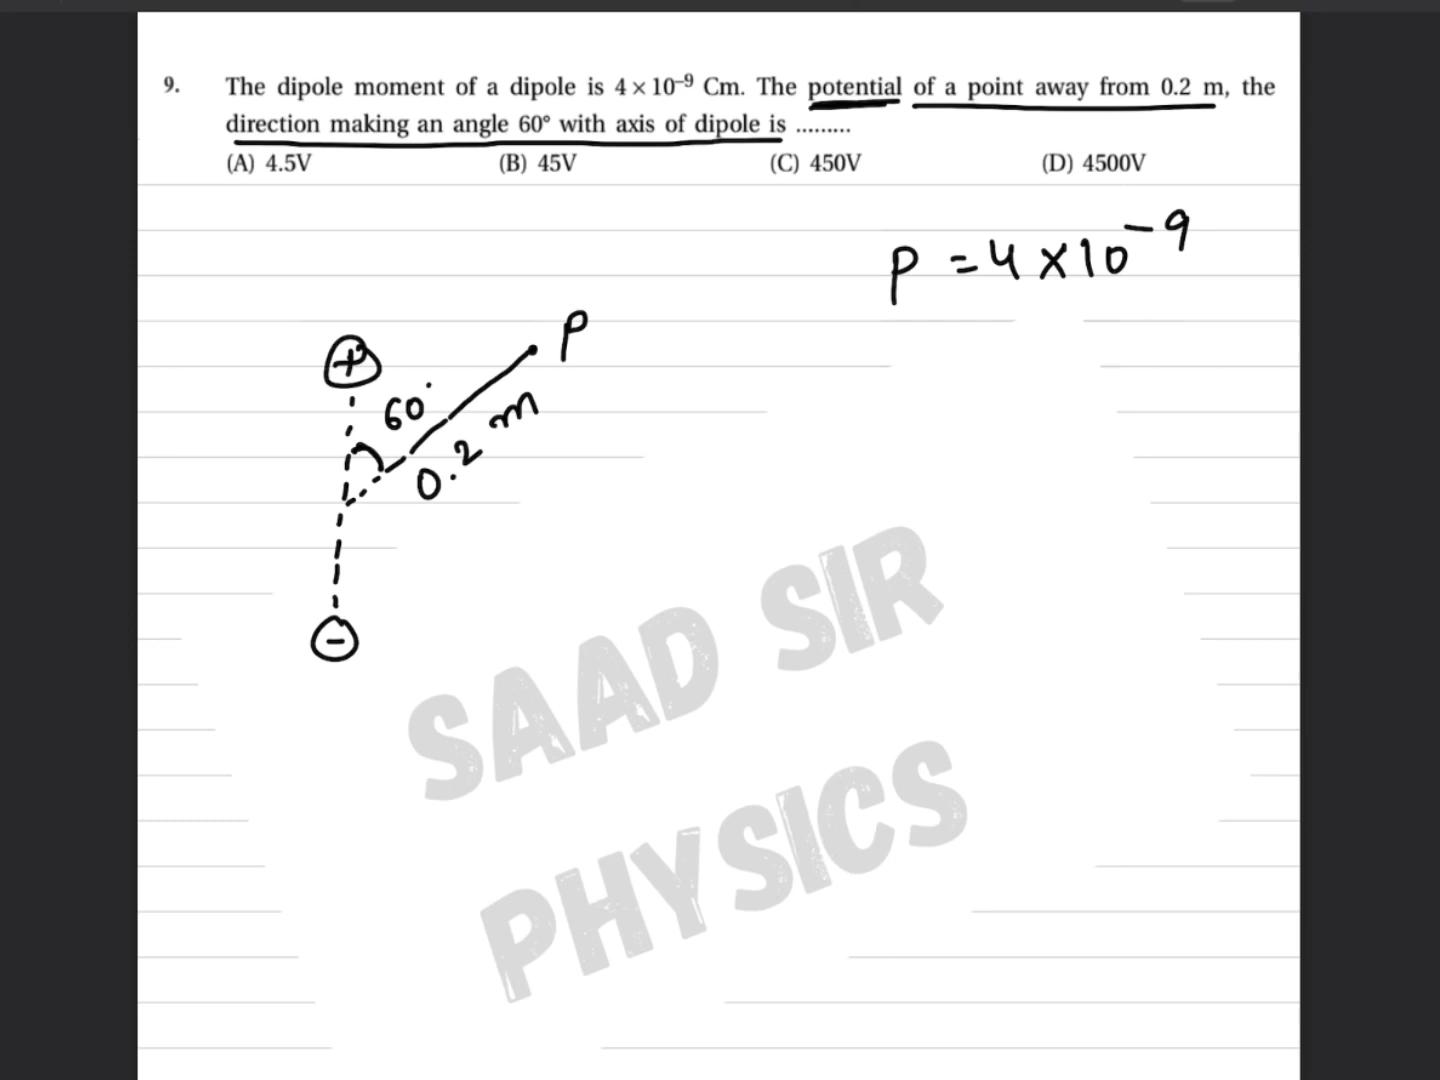 9. The dipole moment of a dipole is 4 × 10⁻⁹ Cm. The potential of a point away from 0.2 m, the
direction making an angle 60° with axis of dipole is .........
(A) 4.5V (B) 45V (C) 450V (D) 4500V
P = 4 × 10⁻⁹
P
+
60°
0.2 m
−
SAAD SIR
PHYSICS